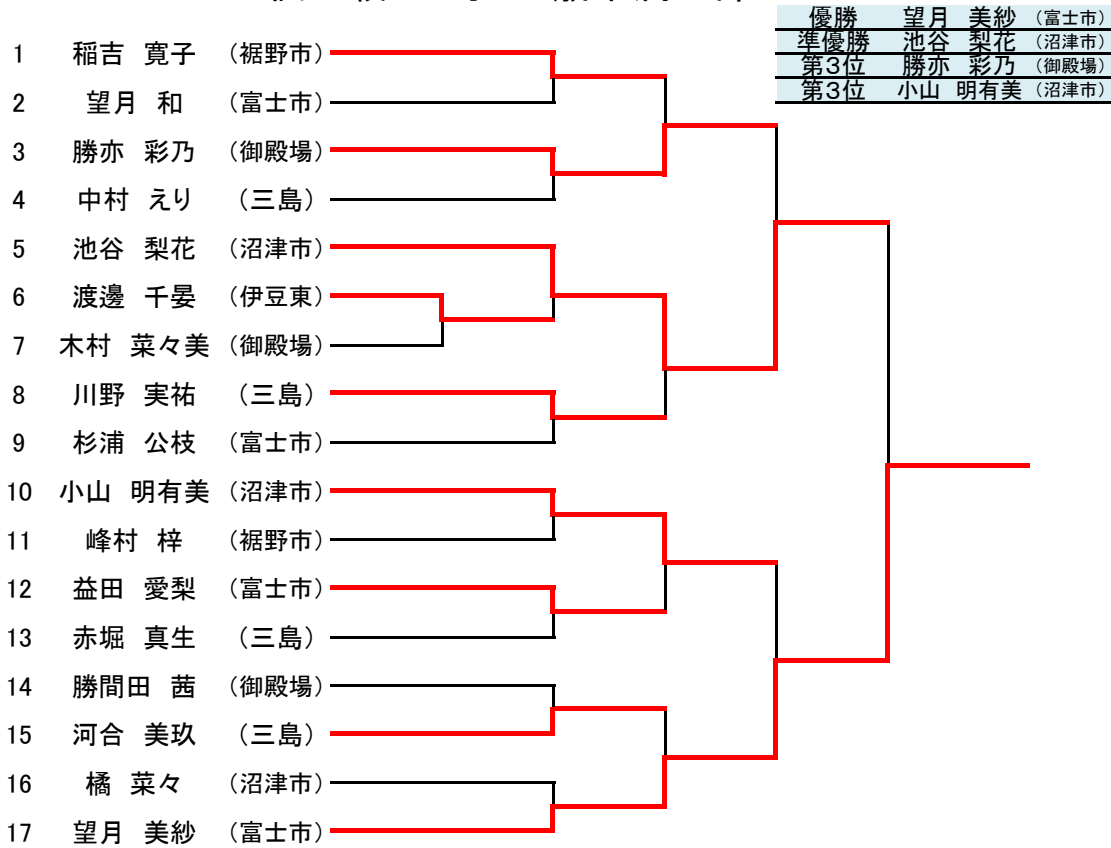 優勝 望月 美紗 (富士市)
準優勝 池谷 梨花 (沼津市)
第3位 勝亦 彩乃 (御殿場)
第3位 小山 明有美 (沼津市)
1 稲吉 寛子 (裾野市)
2 望月 和 (富士市)
3 勝亦 彩乃 (御殿場)
4 中村 えり (三島)
5 池谷 梨花 (沼津市)
6 渡邊 千晏 (伊豆東)
7 木村 菜々美 (御殿場)
8 川野 実祐 (三島)
9 杉浦 公枝 (富士市)
10 小山 明有美 (沼津市)
11 峰村 梓 (裾野市)
12 益田 愛梨 (富士市)
13 赤堀 真生 (三島)
14 勝間田 茜 (御殿場)
15 河合 美玖 (三島)
16 橘 菜々 (沼津市)
17 望月 美紗 (富士市)